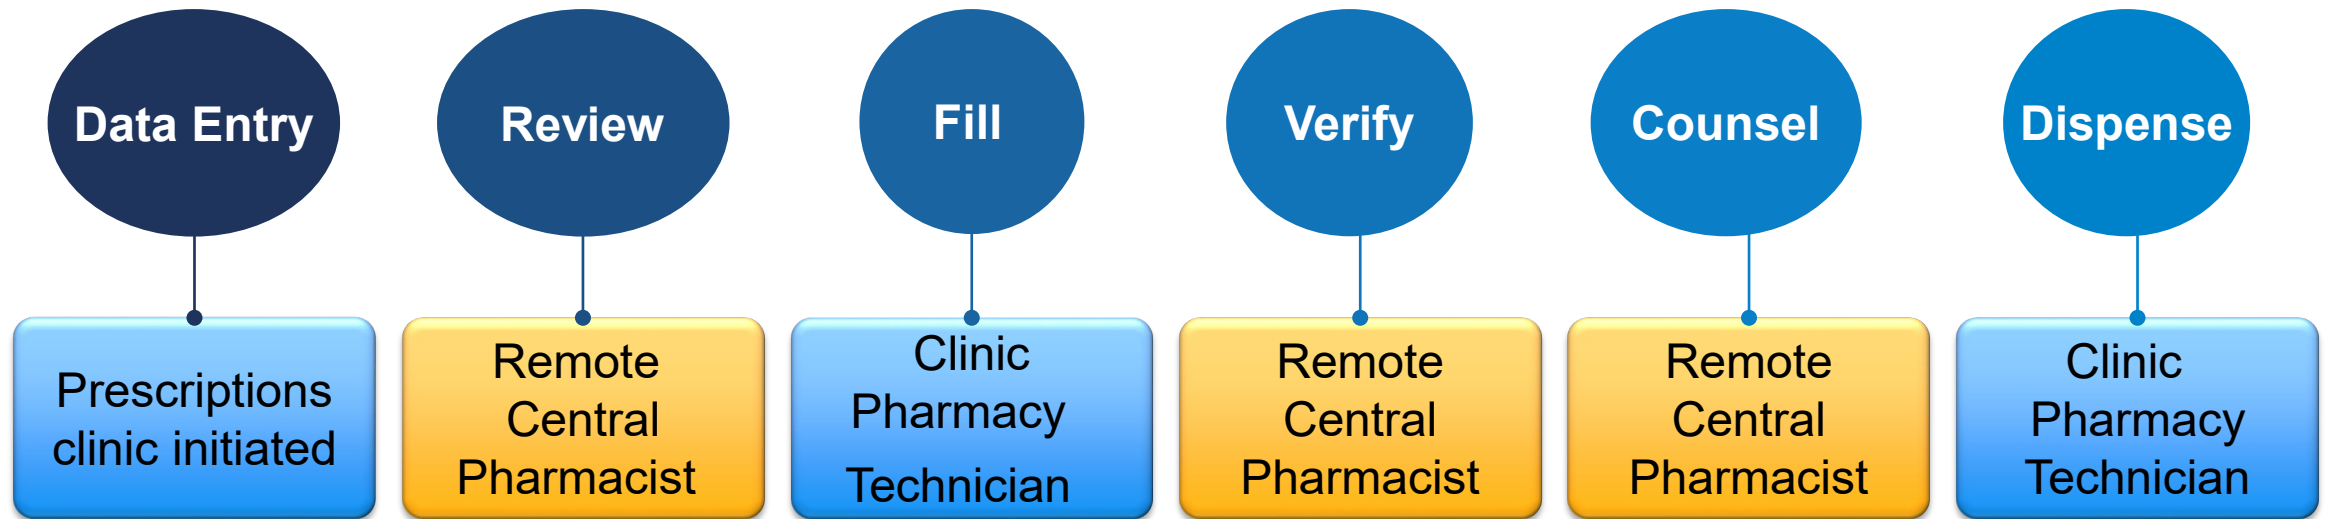 Data Entry
Review
Fill
Verify
Counsel
Dispense
Prescriptions
clinic initiated
Remote
Central
Pharmacist
Clinic
Pharmacy
Technician
Remote
Central
Pharmacist
Remote
Central
Pharmacist
Clinic
Pharmacy
Technician